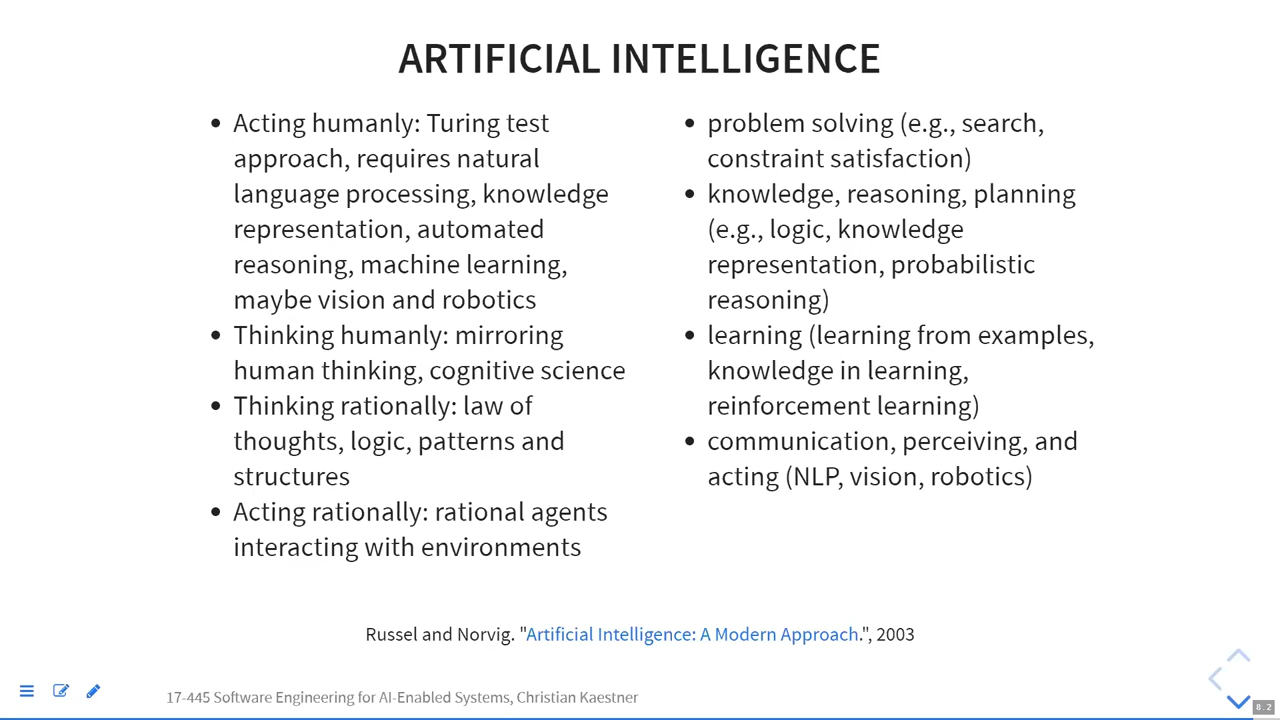 ARTIFICIAL INTELLIGENCE
• Acting humanly: Turing test
approach, requires natural
language processing, knowledge
representation, automated
reasoning, machine learning,
maybe vision and robotics
• Thinking humanly: mirroring
human thinking, cognitive science
• Thinking rationally: law of
thoughts, logic, patterns and
structures
• Acting rationally: rational agents
interacting with environments
• problem solving (e.g., search,
constraint satisfaction)
• knowledge, reasoning, planning
(e.g., logic, knowledge
representation, probabilistic
reasoning)
• learning (learning from examples,
knowledge in learning,
reinforcement learning)
• communication, perceiving, and
acting (NLP, vision, robotics)
Russel and Norvig. "Artificial Intelligence: A Modern Approach.", 2003
17-445 Software Engineering for AI-Enabled Systems, Christian Kaestner
8.2